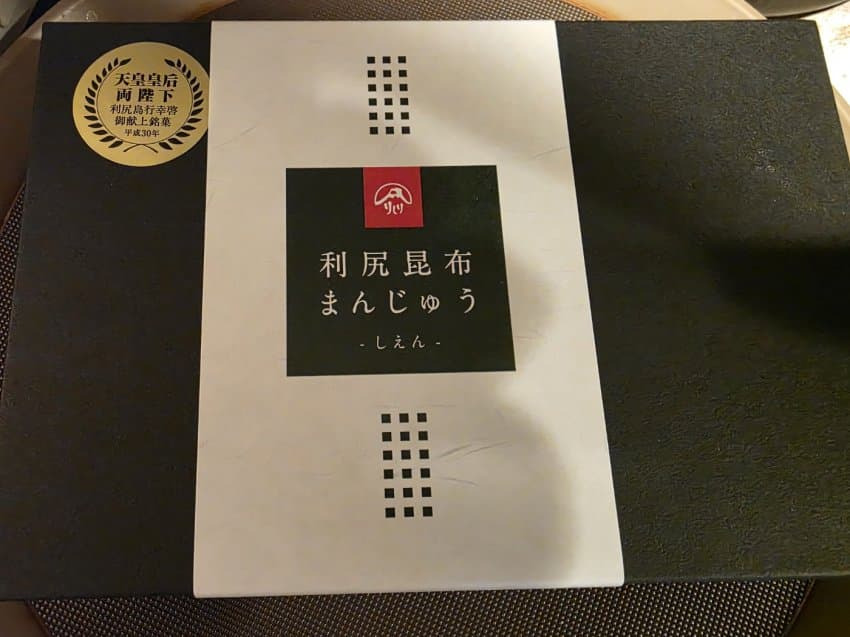 天皇皇后
両陛下
利尻島行幸啓
御献上銘菓
平成30年
りしり
利尻昆布
まんじゅう
-しえん-